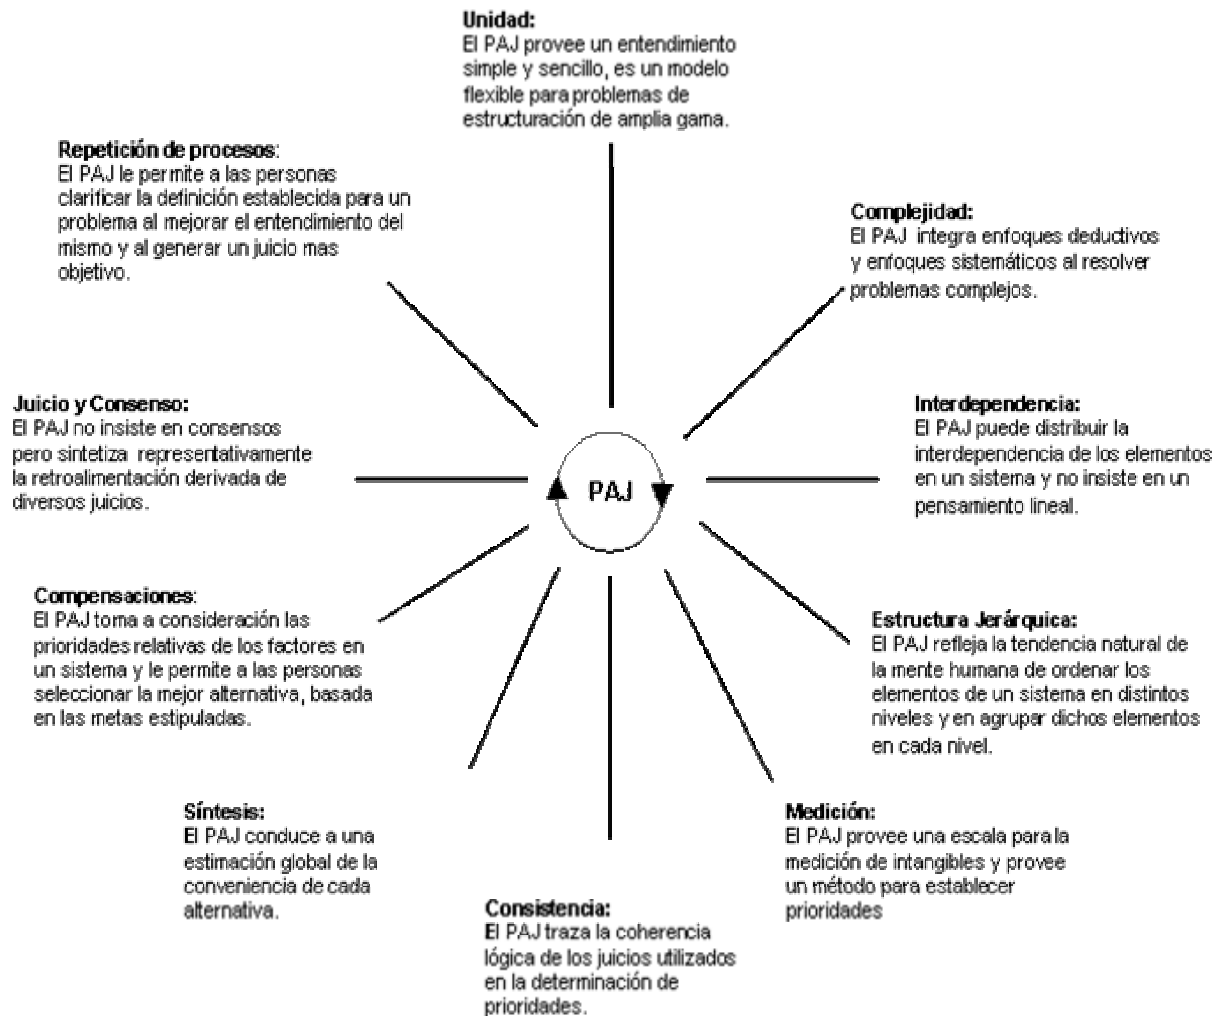 Unidad:
El PAJ provee un entendimiento
simple y sencillo, es un modelo
flexible para problemas de
estructuración de amplia gama.
Repetición de procesos:
El PAJ le permite a las personas
clarificar la definición establecida para un
problema al mejorar el entendimiento del
mismo y al generar un juicio mas
objetivo.
Complejidad:
El PAJ integra enfoques deductivos
y enfoques sistemáticos al resolver
problemas complejos.
Juicio y Consenso:
El PAJ no insiste en consensos
pero sintetiza representativamente
la retroalimentación derivada de
diversos juicios.
Interdependencia:
El PAJ puede distribuir la
interdependencia de los elementos
en un sistema y no insiste en un
pensamiento lineal.
PAJ
Compensaciones:
El PAJ toma a consideración las
prioridades relativas de los factores en
un sistema y le permite a las personas
seleccionar la mejor alternativa, basada
en las metas estipuladas.
Estructura Jerárquica:
El PAJ refleja la tendencia natural de
la mente humana de ordenar los
elementos de un sistema en distintos
niveles y en agrupar dichos elementos
en cada nivel.
Síntesis:
El PAJ conduce a una
estimación global de la
conveniencia de cada
alternativa.
Medición:
El PAJ provee una escala para la
medición de intangibles y provee
un método para establecer
prioridades
Consistencia:
El PAJ traza la coherencia
lógica de los juicios utilizados
en la determinación de
prioridades.